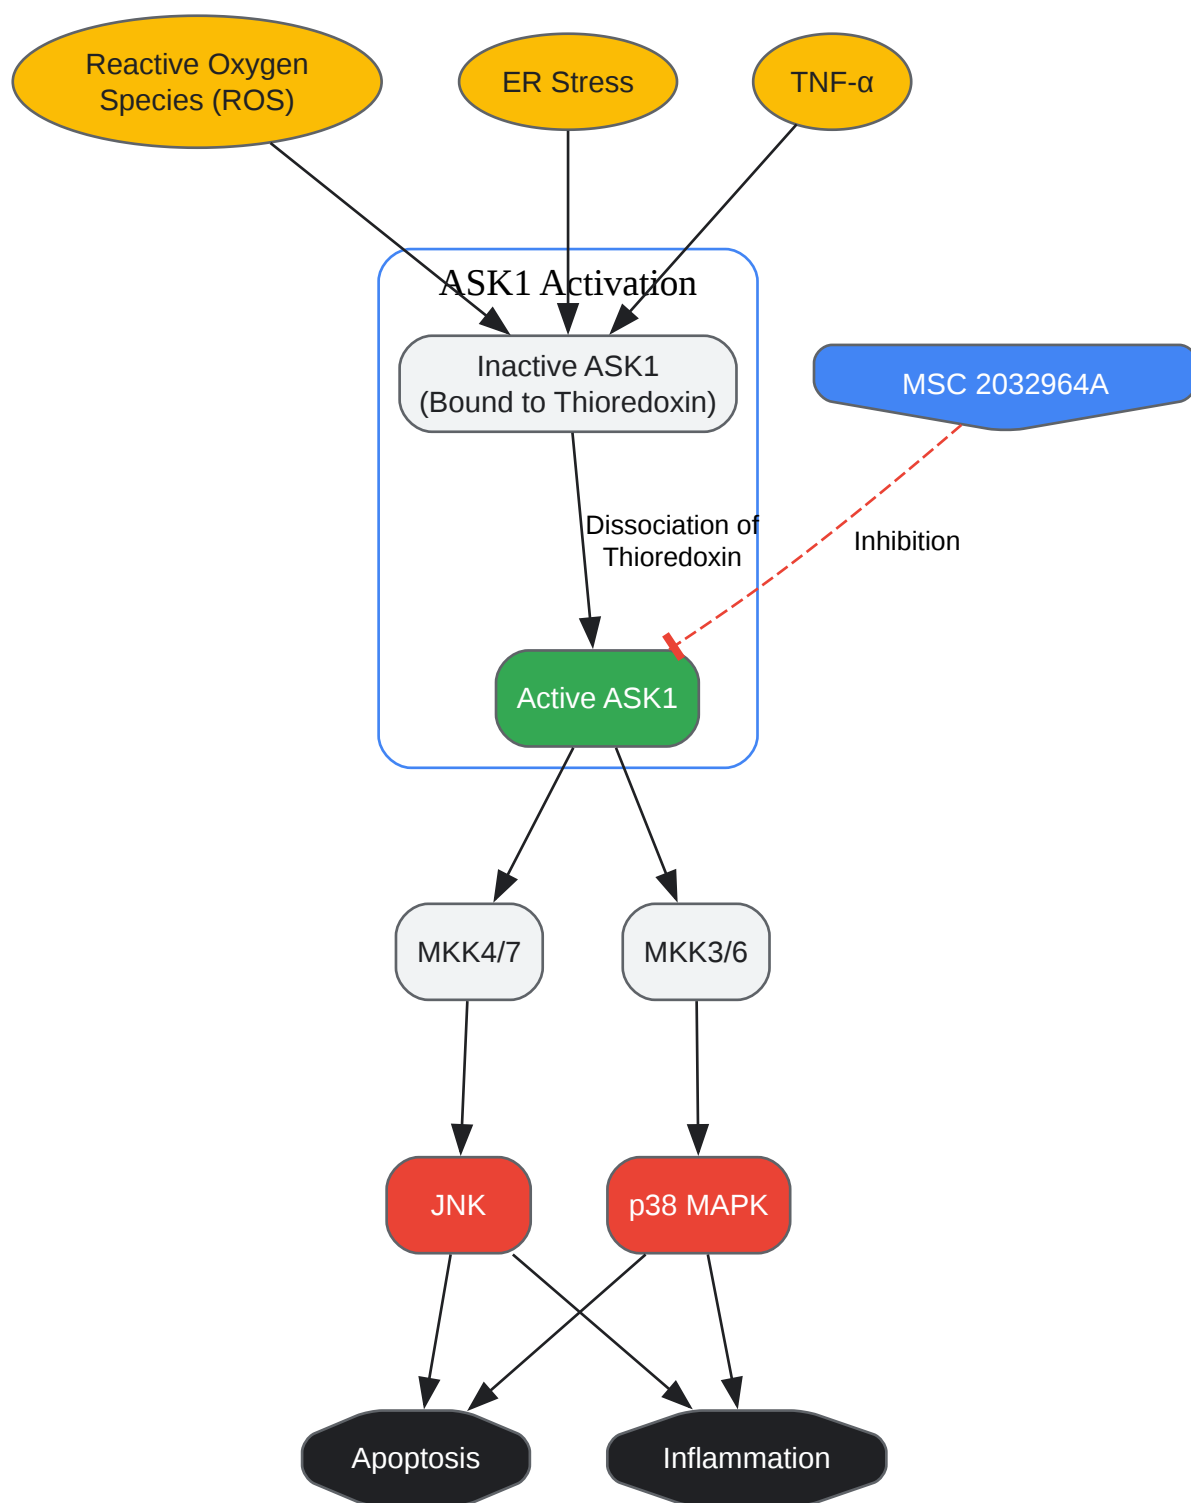 Reactive Oxygen
Species (ROS)
ER Stress
TNF-α
ASK1 Activation
Inactive ASK1
(Bound to Thioredoxin)
MSC 2032964A
Dissociation of
Thioredoxin
Inhibition
Active ASK1
MKK4/7
MKK3/6
JNK
p38 MAPK
Apoptosis
Inflammation